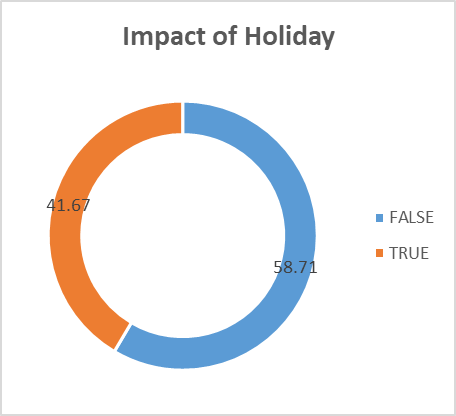 Impact of Holiday
41.67
58.71
FALSE
TRUE